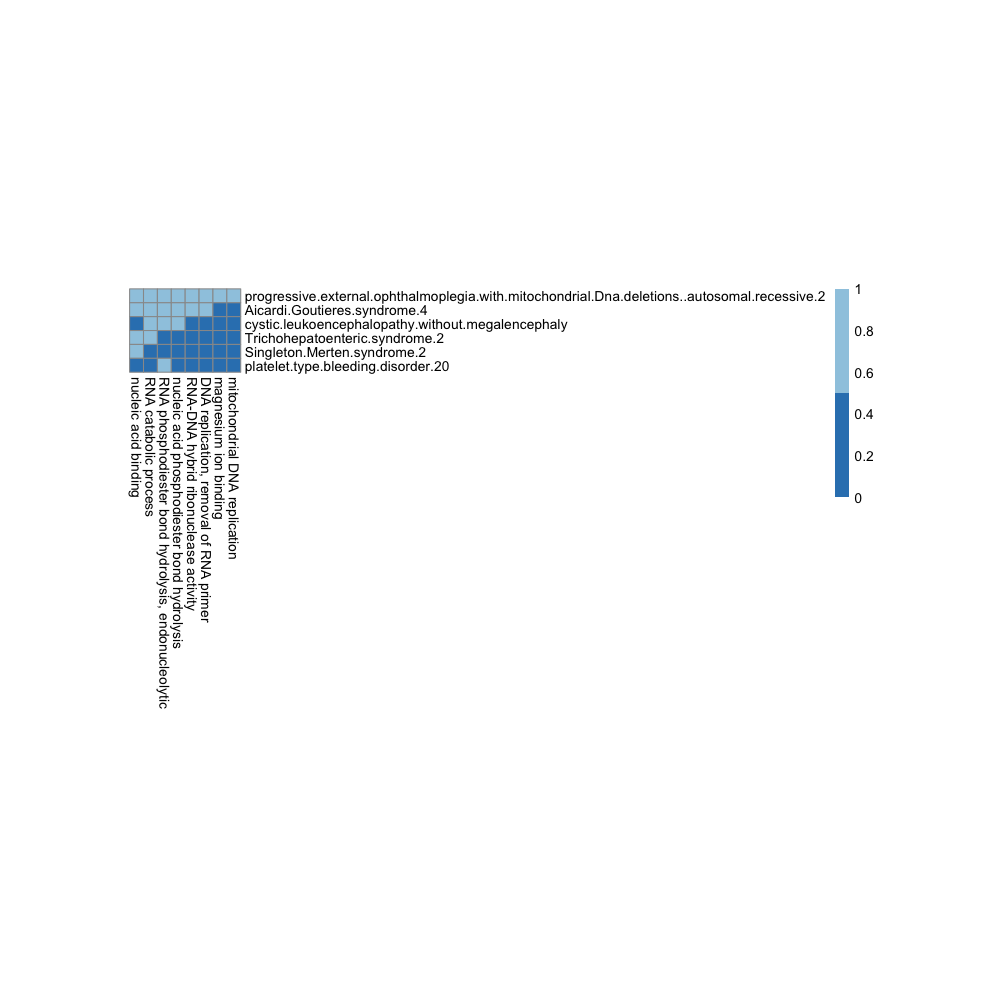 progressive.external.ophthalmoplegia.with.mitochondrial.Dna.deletions..autosomal.recessive.2
Aicardi.Goutieres.syndrome.4
cystic.leukoencephalopathy.without.megalencephaly
Trichohepatoenteric.syndrome.2
Singleton.Merten.syndrome.2
platelet.type.bleeding.disorder.20
nucleic acid binding
RNA catabolic process
RNA phosphodiester bond hydrolysis, endonucleolytic
nucleic acid phosphodiester bond hydrolysis
RNA-DNA hybrid ribonuclease activity
DNA replication, removal of RNA primer
magnesium ion binding
mitochondrial DNA replication
1
0.8
0.6
0.4
0.2
0